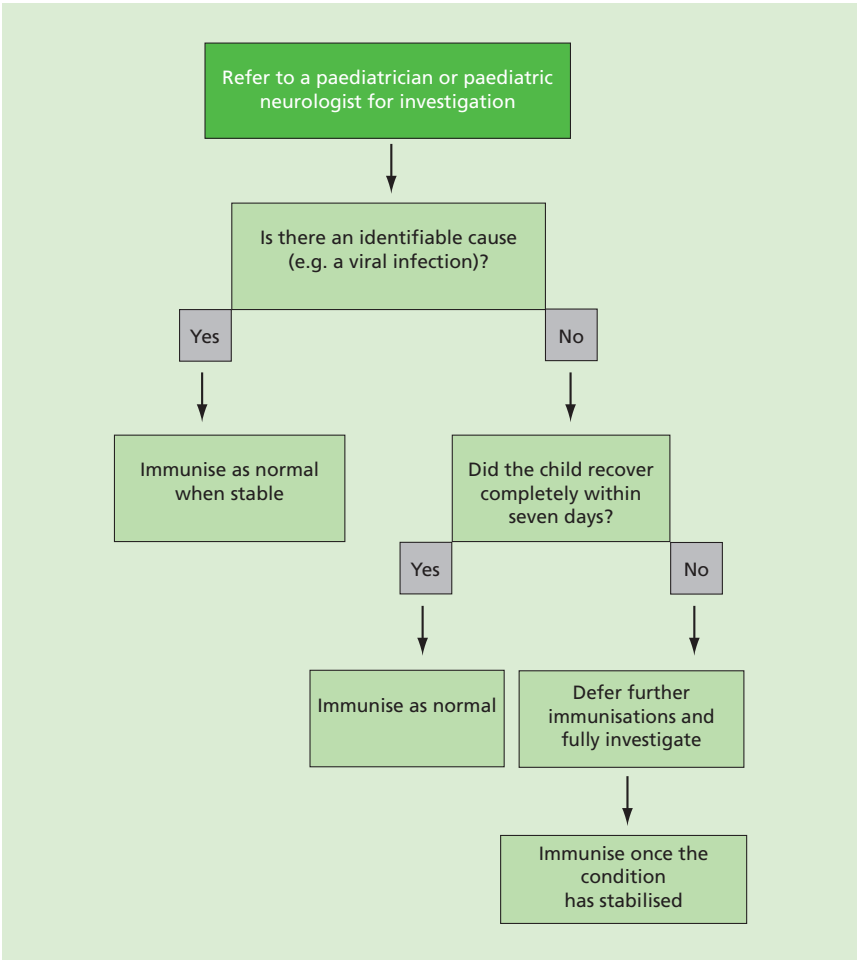 Refer to a paediatrician or paediatric
neurologist for investigation
Is there an identifiable cause
(e.g. a viral infection)?
Yes
No
Immunise as normal
when stable
Did the child recover
completely within
seven days?
Yes
No
Immunise as normal
Defer further
immunisations and
fully investigate
Immunise once the
condition
has stabilised